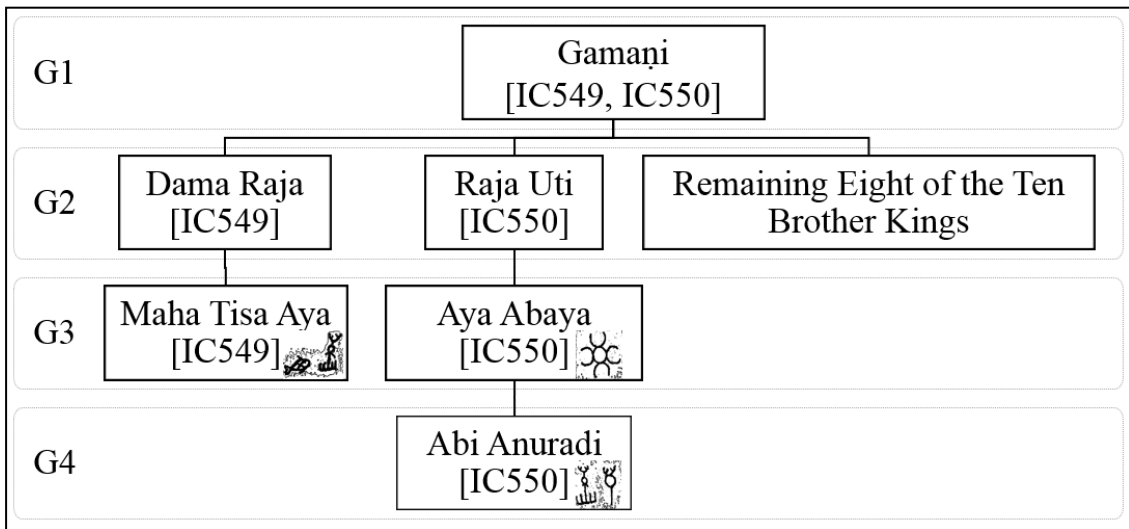 G1
Gamaṇi
[IC549, IC550]
G2
Dama Raja
[IC549]
Raja Uti
[IC550]
Remaining Eight of the Ten
Brother Kings
G3
Maha Tisa Aya
[IC549]
Aya Abaya
[IC550]
G4
Abi Anuradi
[IC550]